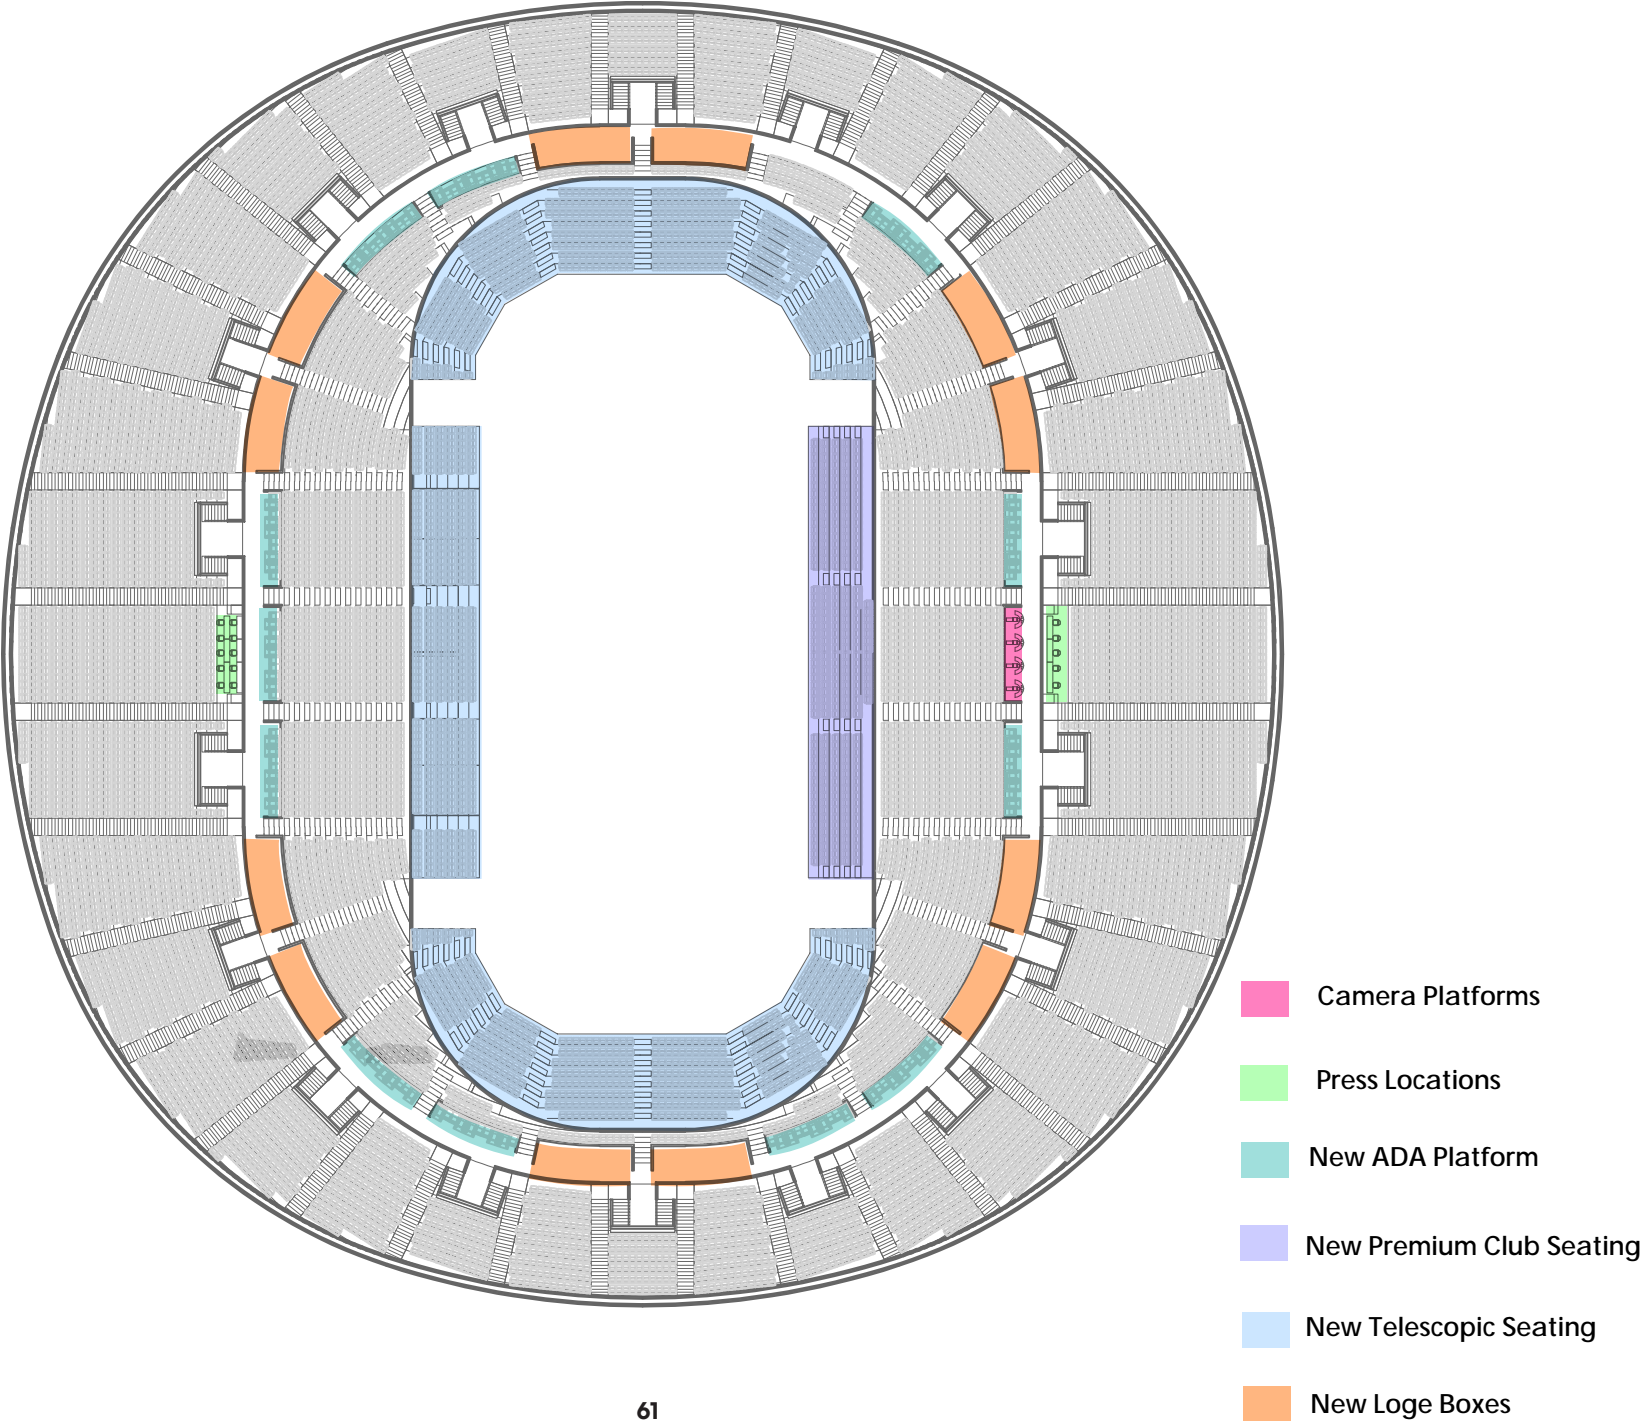 Camera Platforms
Press Locations
New ADA Platform
New Premium Club Seating
New Telescopic Seating
New Loge Boxes
61